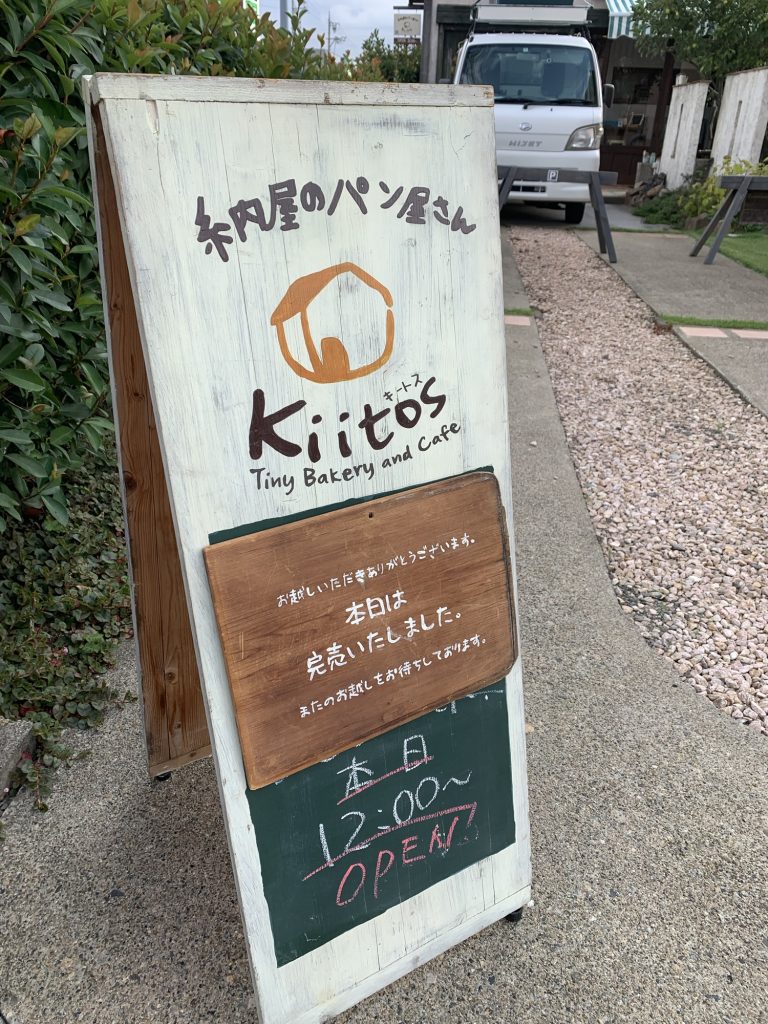 納屋のパン屋さん
キートス
Kiitos
Tiny Bakery and Cafe
お越しいただきありがとうございます。
本日は
完売いたしました。
またのお越しをお待ちしております。
本日
12:00〜
OPEN!
HIJET
P